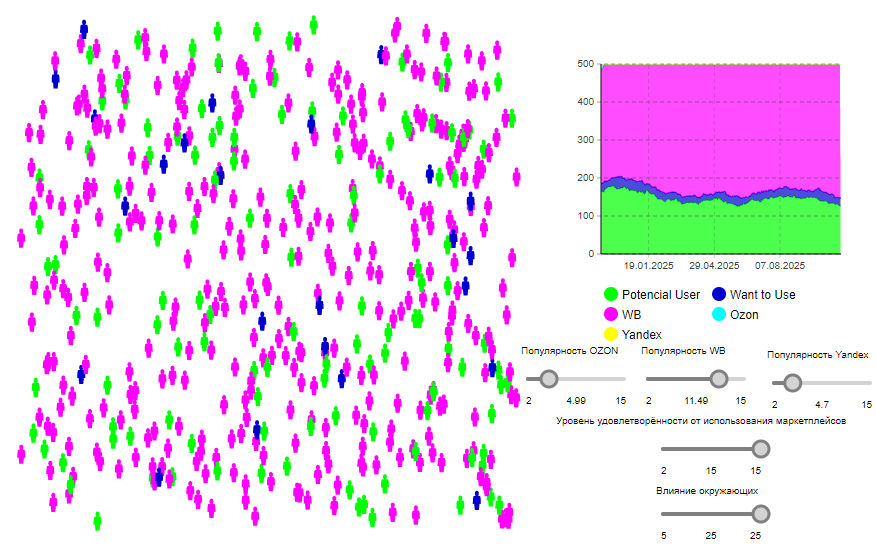 500
400
300
200
100
0
19.01.2025 29.04.2025 07.08.2025
Potencial User Want to Use
WB Ozon
Yandex
Популярность OZON Популярность WB Популярность Yandex
2 4.99 15 2 11.49 15 2 4.7 15
Уровень удовлетворённости от использования маркетплейсов
2 15 15
Влияние окружающих
5 25 25